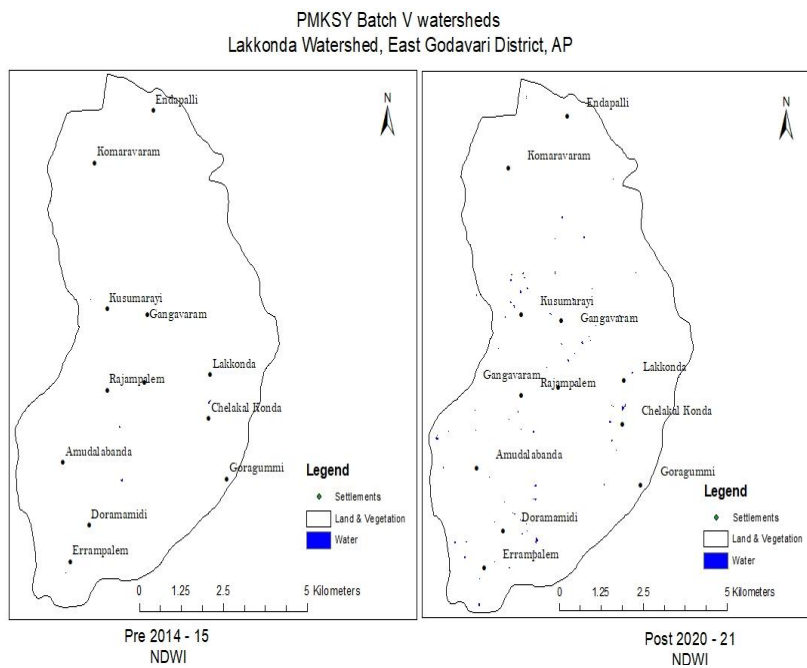 PMKSY Batch V watersheds
Lakkonda Watershed, East Godavari District, AP
N
Endapalli
Komaravaram
Kusumarayi
Gangavaram
Lakkonda
Rajampalem
Chelakal Konda
Amudalabanda
Goragummi
Legend
Settlements
Doramamidi
Land & Vegetation
Errampalem
Water
0 1.25 2.5 5 Kilometers
Pre 2014 - 15
NDWI
N
Endapalli
Komaravaram
Kusumarayi
Gangavaram
Lakkonda
Gangavaram
Rajampalem
Chelakal Konda
Amudalabanda
Goragummi
Legend
Settlements
Doramamidi
Land & Vegetation
Errampalem
Water
0 1.25 2.5 5 Kilometers
Post 2020 - 21
NDWI